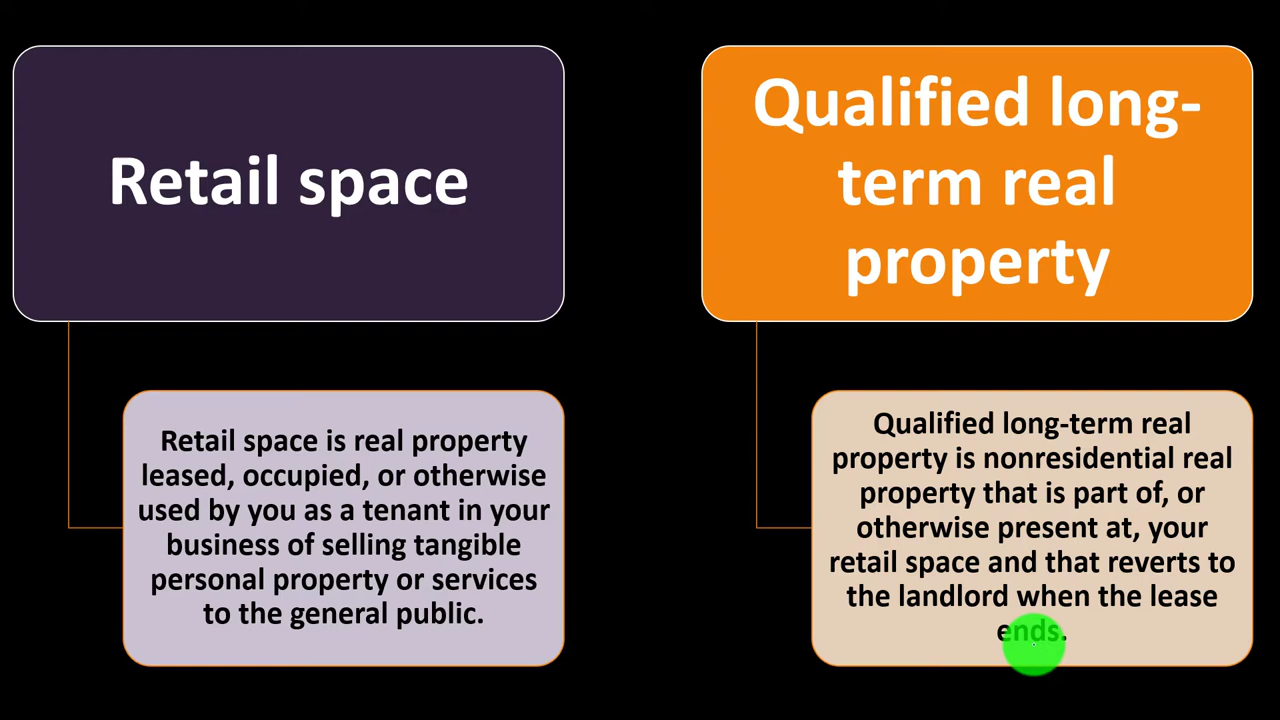 Retail space
Retail space is real property
leased, occupied, or otherwise
used by you as a tenant in your
business of selling tangible
personal property or services
to the general public.
Qualified long-
term real
property
Qualified long-term real
property is nonresidential real
property that is part of, or
otherwise present at, your
retail space and that reverts to
the landlord when the lease
ends.